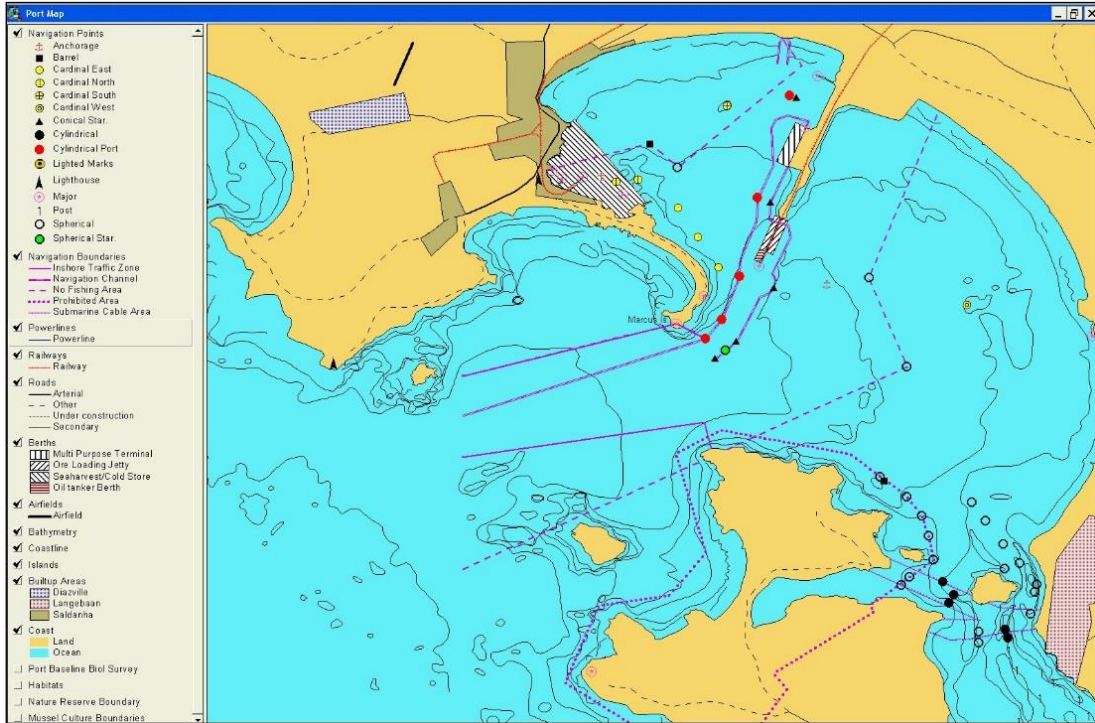 Port Map
Navigation Points
Anchorage
Barrel
Cardinal East
Cardinal North
Cardinal South
Cardinal West
Conical Star.
Cylindrical
Cylindrical Port
Lighted Marks
Lighthouse
Major
Post
Spherical
Spherical Star.
Navigation Boundaries
Inshore Traffic Zone
Navigation Channel
No Fishing Area
Prohibited Area
Submarine Cable Area
Powerlines
Powerline
Railways
Railway
Roads
Arterial
Other
Under construction
Secondary
Berths
Multi Purpose Terminal
Ore Loading Jetty
Seaharvest/Cold Store
Oil tanker Berth
Airfields
Airfield
Bathymetry
Coastline
Islands
Builtup Areas
Diazville
Langebaan
Saldanha
Coast
Land
Ocean
Port Baseline Biol Survey
Habitats
Nature Reserve Boundary
Mussel Culture Boundaries
Marcus Is.